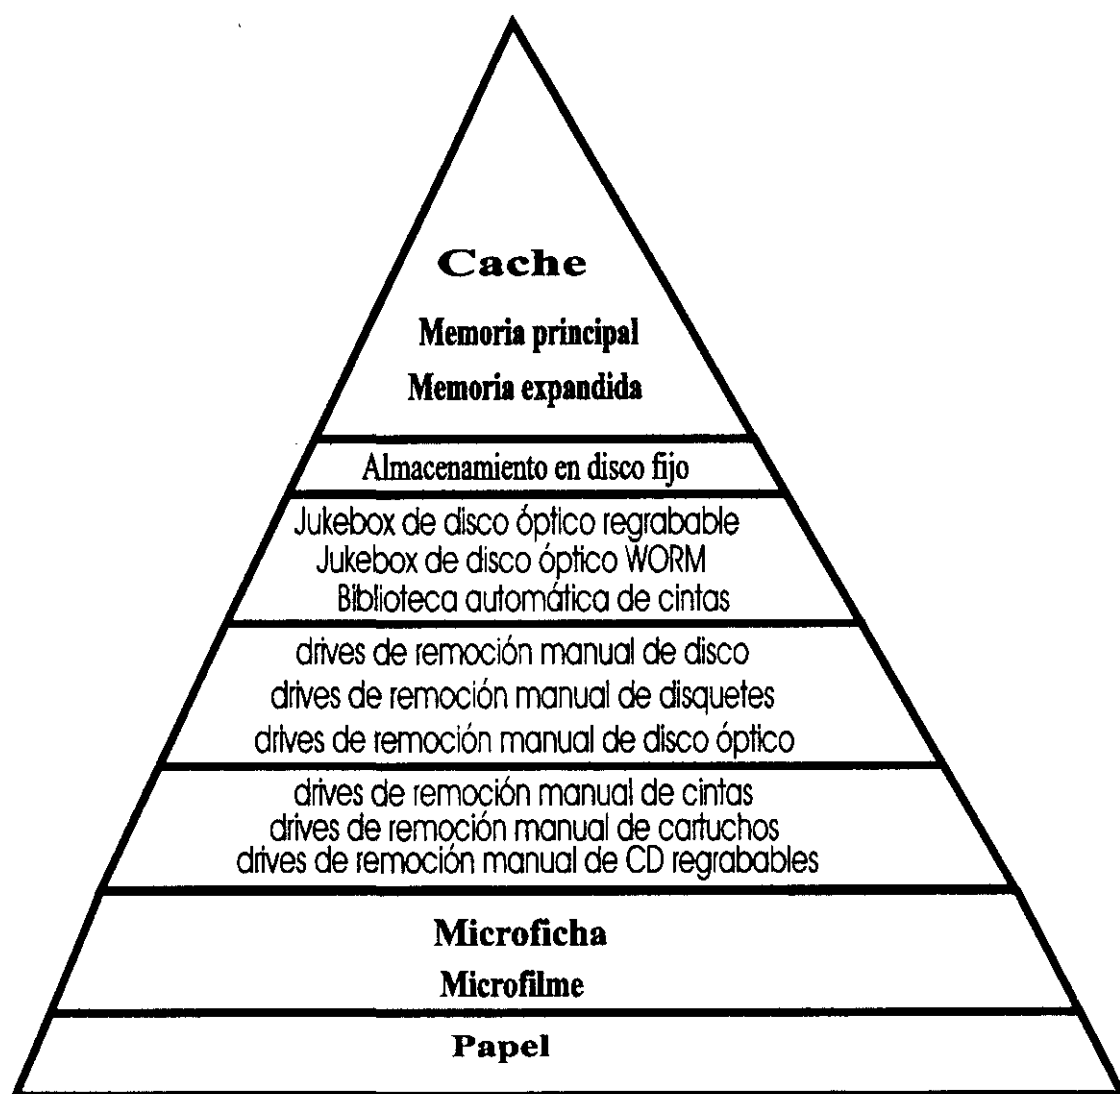 Cache
Memoria principal
Memoria expandida
Almacenamiento en disco fijo
Jukebox de disco óptico regrabable
Jukebox de disco óptico WORM
Biblioteca automática de cintas
drives de remoción manual de disco
drives de remoción manual de disquetes
drives de remoción manual de disco óptico
drives de remoción manual de cintas
drives de remoción manual de cartuchos
drives de remoción manual de CD regrabables
Microficha
Microfilme
Papel